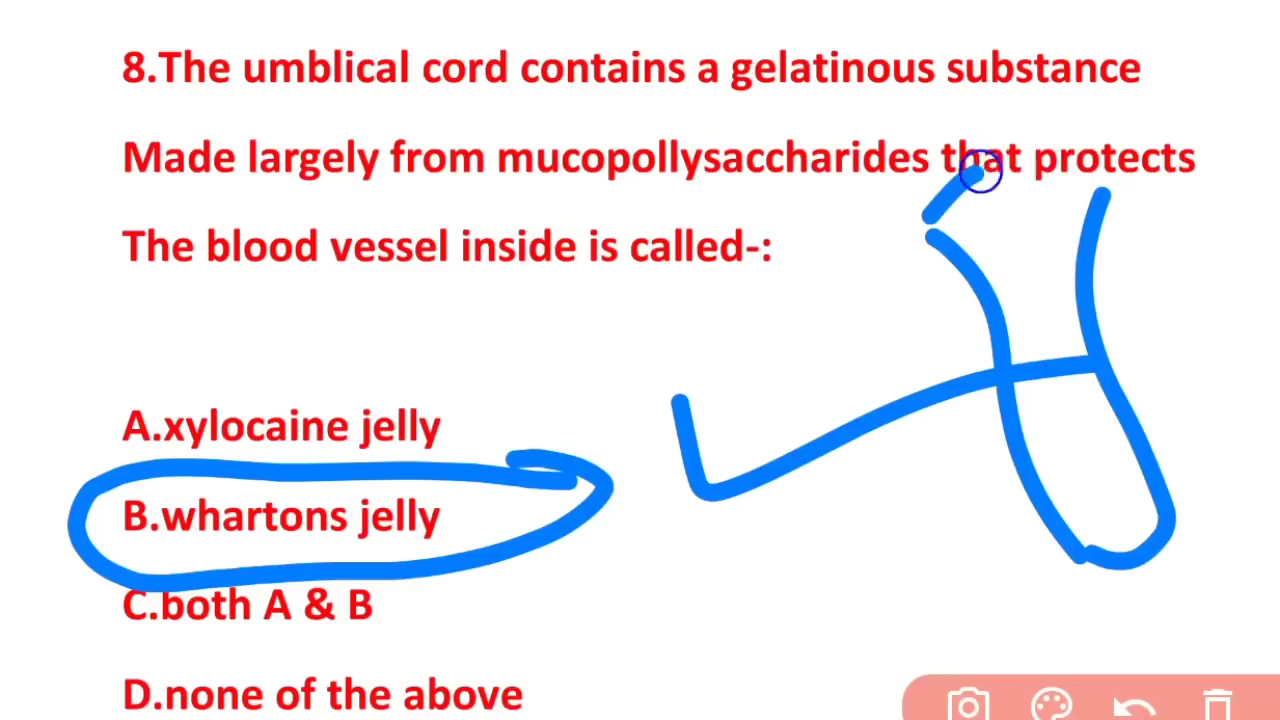 8.The umblical cord contains a gelatinous substance
Made largely from mucopollysaccharides that protects
The blood vessel inside is called-:
A.xylocaine jelly
B.whartons jelly
C.both A & B
D.none of the above